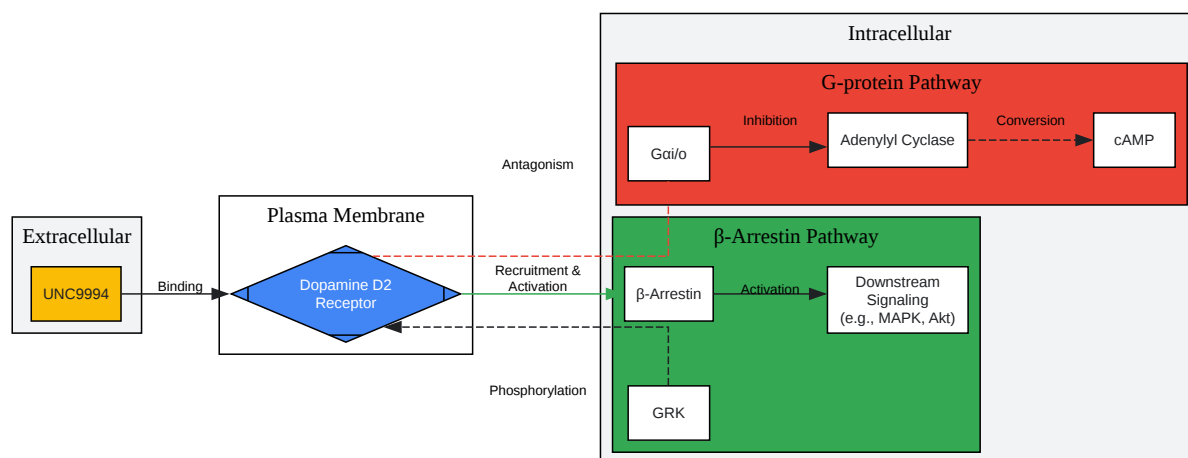 Intracellular
G-protein Pathway
Inhibition
Conversion
Gαi/o
Adenylyl Cyclase
cAMP
Antagonism
Plasma Membrane
Extracellular
β-Arrestin Pathway
UNC9994
Binding
Dopamine D2
Receptor
Recruitment &
Activation
β-Arrestin
Activation
Downstream
Signaling
(e.g., MAPK, Akt)
Phosphorylation
GRK